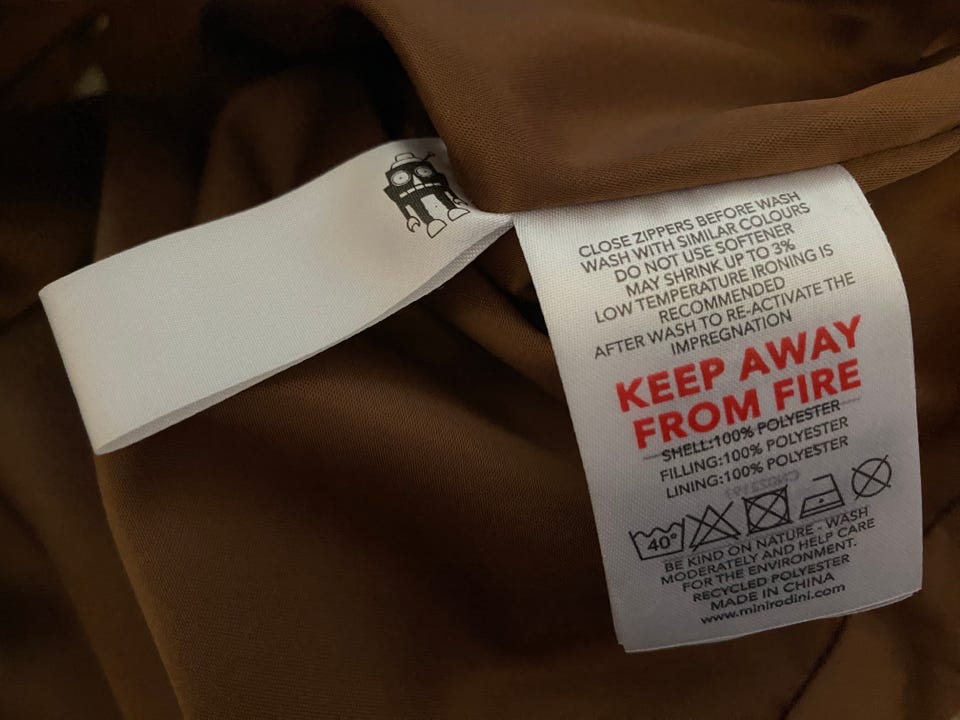 CLOSE ZIPPERS BEFORE WASH
WASH WITH SIMILAR COLOURS
DO NOT USE SOFTENER
MAY SHRINK UP TO 3%
LOW TEMPERATURE IRONING IS
RECOMMENDED
AFTER WASH TO RE-ACTIVATE THE
IMPREGNATION
KEEP AWAY
FROM FIRE
SHELL:100% POLYESTER
FILLING:100% POLYESTER
LINING:100% POLYESTER
40°
BE KIND ON NATURE - WASH
MODERATELY AND HELP CARE
FOR THE ENVIRONMENT.
RECYCLED POLYESTER
MADE IN CHINA
www.minirodini.com